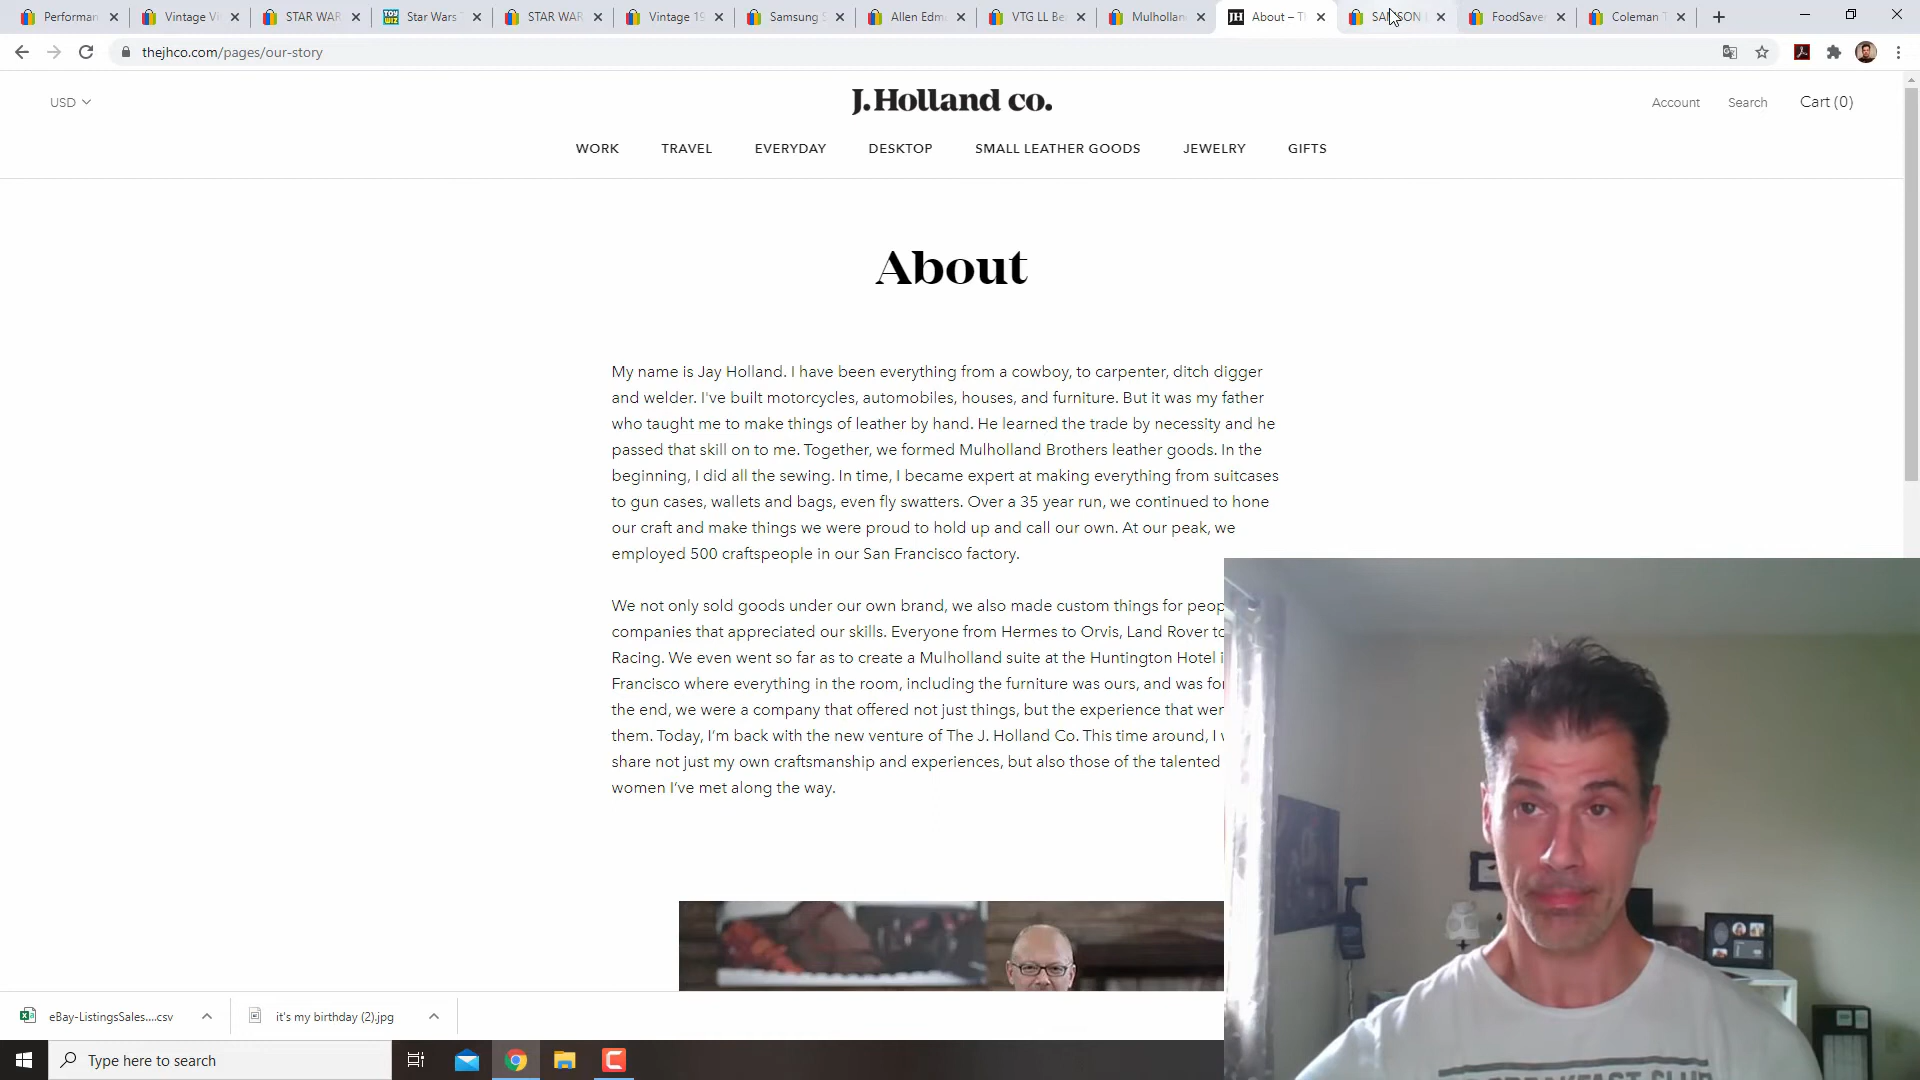 Performan
Vintage Vi
STAR WAR
Star Wars
STAR WAR
Vintage 19
Samsung
Allen Edm
VTG LL Be
Mulhollan
About – T
FoodSaver
Coleman
thejhco.com/pages/our-story
USD
J.Holland co.
Account
Search
Cart (0)
WORK
TRAVEL
EVERYDAY
DESKTOP
SMALL LEATHER GOODS
JEWELRY
GIFTS
About
My name is Jay Holland. I have been everything from a cowboy, to carpenter, ditch digger
and welder. I've built motorcycles, automobiles, houses, and furniture. But it was my father
who taught me to make things of leather by hand. He learned the trade by necessity and he
passed that skill on to me. Together, we formed Mulholland Brothers leather goods. In the
beginning, I did all the sewing. In time, I became expert at making everything from suitcases
to gun cases, wallets and bags, even fly swatters. Over a 35 year run, we continued to hone
our craft and make things we were proud to hold up and call our own. At our peak, we
employed 500 craftspeople in our San Francisco factory.
We not only sold goods under our own brand, we also made custom things for peop
companies that appreciated our skills. Everyone from Hermes to Orvis, Land Rover to
Racing. We even went so far as to create a Mulholland suite at the Huntington Hotel i
Francisco where everything in the room, including the furniture was ours, and was for
the end, we were a company that offered not just things, but the experience that wer
them. Today, I'm back with the new venture of The J. Holland Co. This time around, I w
share not just my own craftsmanship and experiences, but also those of the talented
women I've met along the way.
eBay-ListingsSales....csv
it's my birthday (2).jpg
Type here to search